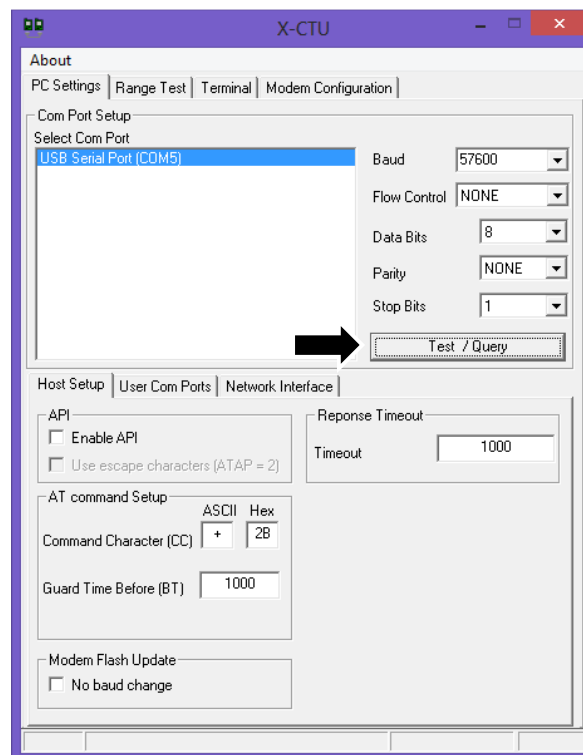 X-CTU
About
PC Settings Range Test Terminal Modem Configuration
Com Port Setup
Select Com Port
USB Serial Port (COM5)
Baud 57600
Flow Control NONE
Data Bits 8
Parity NONE
Stop Bits 1
Test / Query
Host Setup User Com Ports Network Interface
API
Enable API
Use escape characters (ATAP = 2)
Reponse Timeout
Timeout 1000
AT command Setup
ASCII Hex
Command Character (CC) + 2B
Guard Time Before (BT) 1000
Modem Flash Update
No baud change